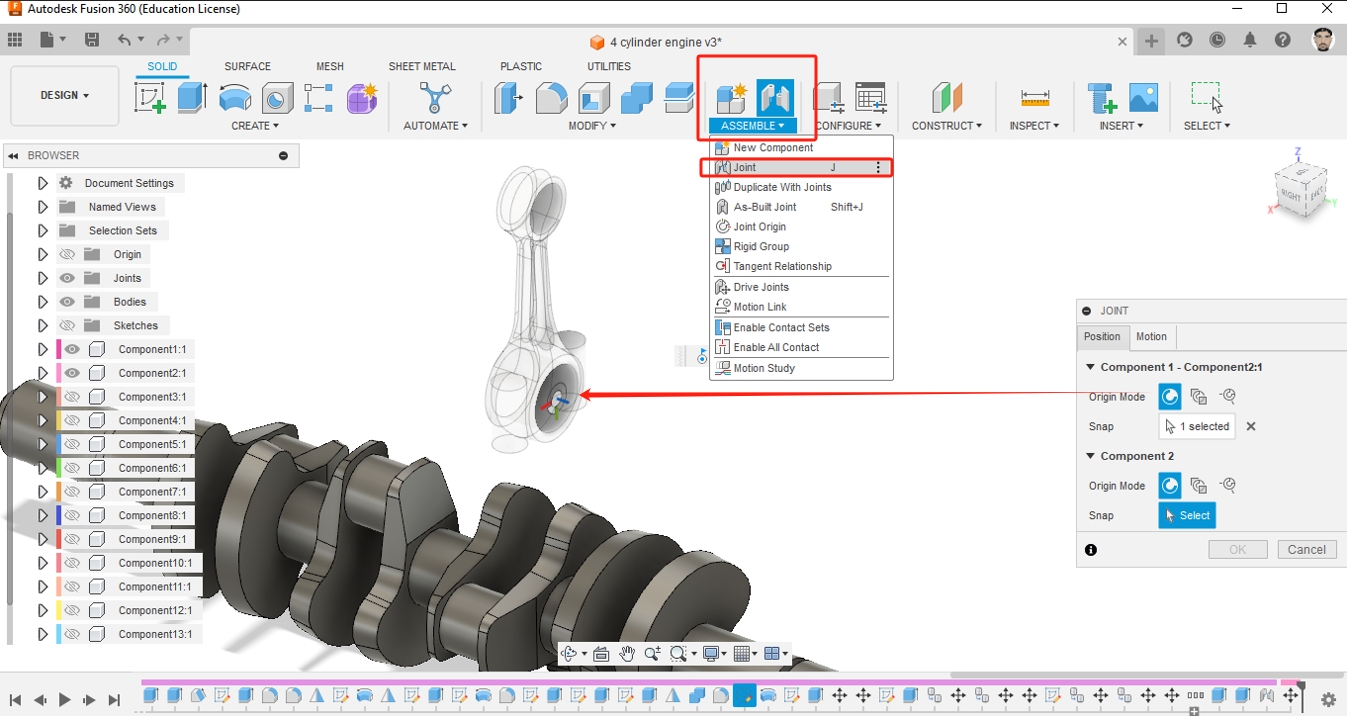 Autodesk Fusion 360 (Education License)
4 cylinder engine v3*
SOLID SURFACE MESH SHEET METAL PLASTIC UTILITIES
DESIGN
CREATE AUTOMATE MODIFY ASSEMBLE CONFIGURE CONSTRUCT INSPECT INSERT SELECT
BROWSER
Document Settings
Named Views
Selection Sets
Origin
Joints
Bodies
Sketches
Component1:1
Component2:1
Component3:1
Component4:1
Component5:1
Component6:1
Component7:1
Component8:1
Component9:1
Component10:1
Component11:1
Component12:1
Component13:1
New Component
Joint J
Duplicate With Joints
As-Built Joint Shift+J
Joint Origin
Rigid Group
Tangent Relationship
Drive Joints
Motion Link
Enable Contact Sets
Enable All Contact
Motion Study
Z
RIGHT
X
Y
JOINT
Position Motion
Component 1 - Component2:1
Origin Mode
Snap 1 selected
Component 2
Origin Mode
Snap Select
OK Cancel